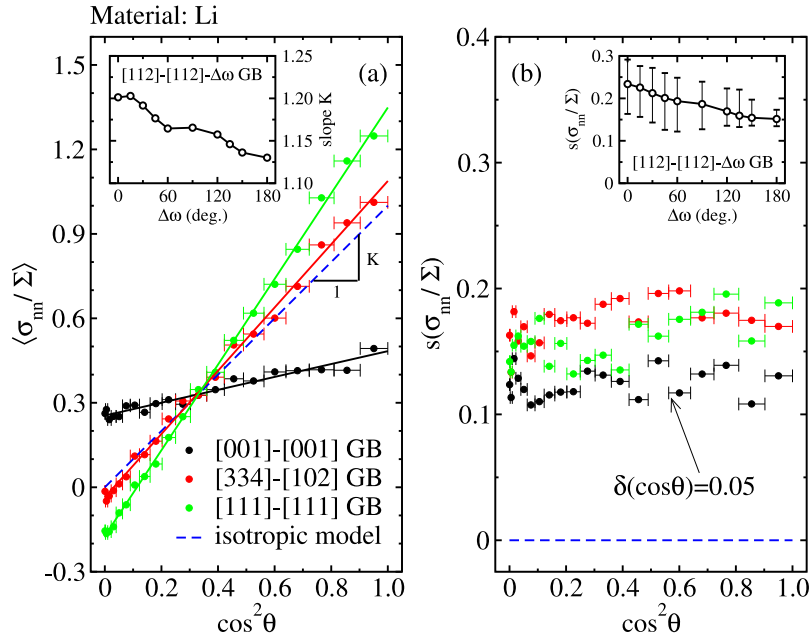 Material: Li
(a)
1.5
1.2
0.9
0.6
0.3
0
-0.3
⟨σnn/Σ⟩
0 0.2 0.4 0.6 0.8 1.0
cos²θ
[112]-[112]-Δω GB
1.25
1.20
1.15
1.10
slope K
0 60 120 180
Δω (deg.)
K
1
[001]-[001] GB
[334]-[102] GB
[111]-[111] GB
isotropic model
(b)
0.4
0.3
0.2
0.1
0
s(σnn/Σ)
0 0.2 0.4 0.6 0.8 1.0
cos²θ
0.3
0.2
0.1
0
s(σnn/Σ)
[112]-[112]-Δω GB
0 60 120 180
Δω (deg.)
δ(cosθ)=0.05